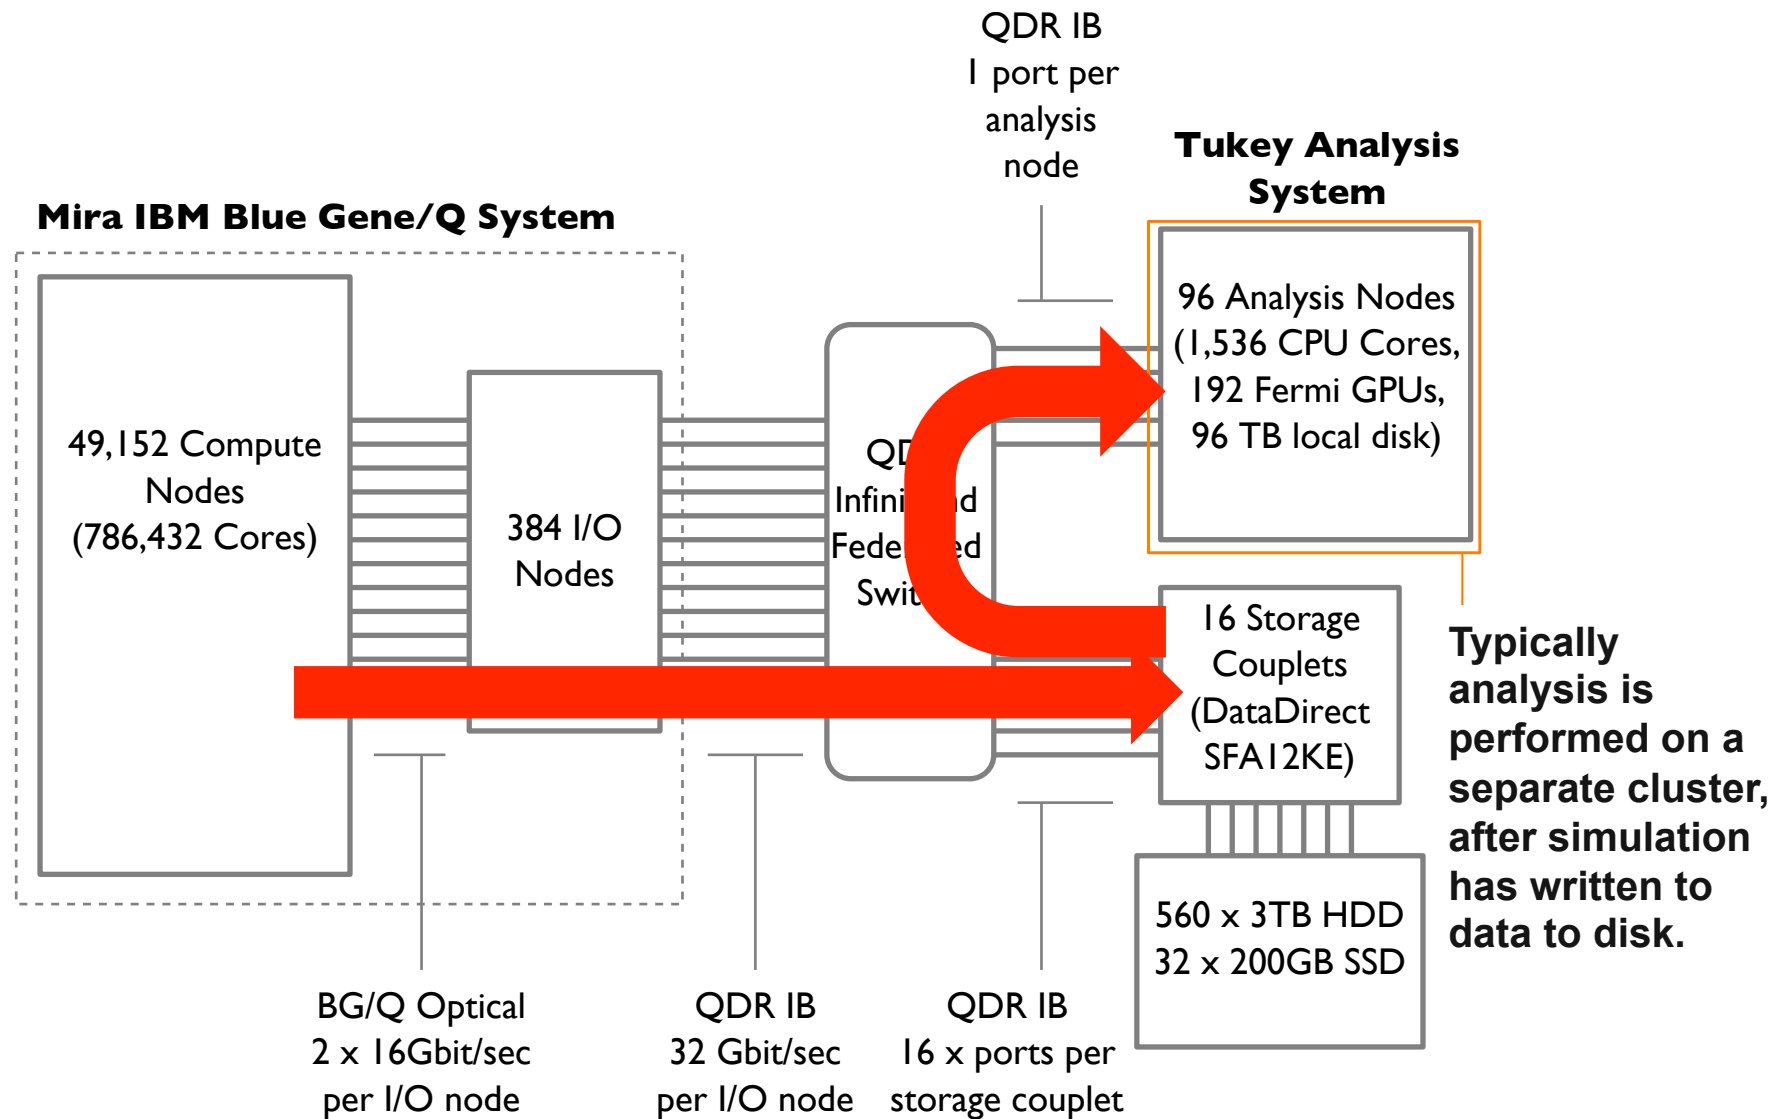 QDR IB
1 port per
analysis
node
Tukey Analysis
System
Mira IBM Blue Gene/Q System
96 Analysis Nodes
(1,536 CPU Cores,
192 Fermi GPUs,
96 TB local disk)
49,152 Compute
Nodes
(786,432 Cores)
384 I/O
Nodes
16 Storage
Couplets
(DataDirect
SFA12KE)
Typically
analysis is
performed on a
separate cluster,
after simulation
has written to
data to disk.
560 x 3TB HDD
32 x 200GB SSD
BG/Q Optical
2 x 16Gbit/sec
per I/O node
QDR IB
32 Gbit/sec
per I/O node
QDR IB
16 x ports per
storage couplet